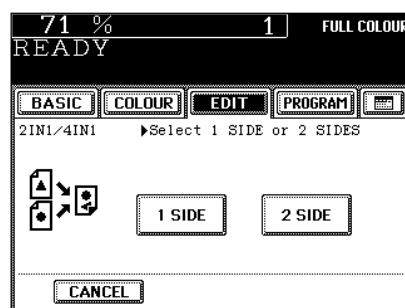 71 % 1 FULL COLOUR
READY
BASIC COLOUR EDIT PROGRAM
2IN1/4IN1 ▶Select 1 SIDE or 2 SIDES
1 SIDE 2 SIDE
CANCEL